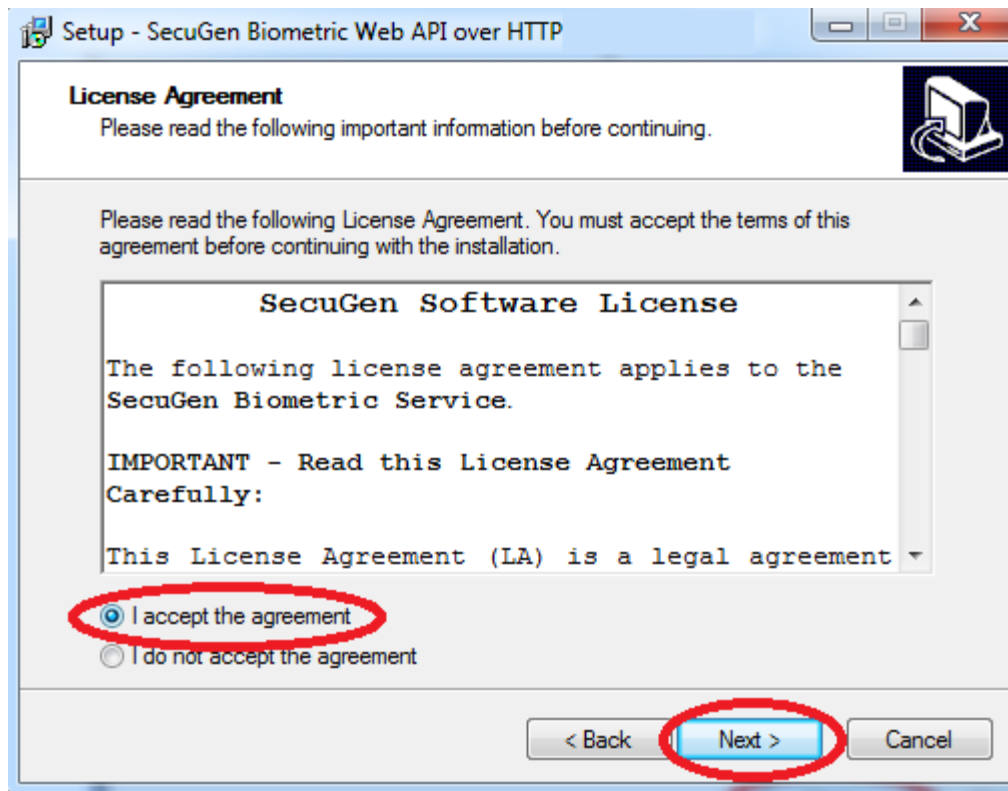 Setup - SecuGen Biometric Web API over HTTP
License Agreement
Please read the following important information before continuing.
Please read the following License Agreement. You must accept the terms of this
agreement before continuing with the installation.
SecuGen Software License
The following license agreement applies to the
SecuGen Biometric Service.
IMPORTANT - Read this License Agreement
Carefully:
This License Agreement (LA) is a legal agreement
I accept the agreement
I do not accept the agreement
< Back Next > Cancel